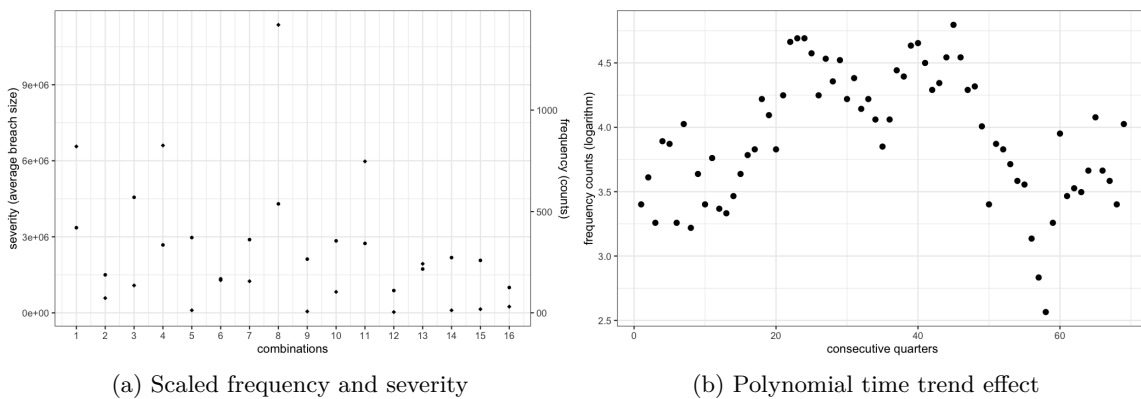 severity (average breach size)
9e+06
6e+06
3e+06
0e+00
1000
500
00
frequency (counts)
1 2 3 4 5 6 7 8 9 10 11 12 13 14 15 16
combinations
(a) Scaled frequency and severity
frequency counts (logarithm)
4.5
4.0
3.5
3.0
2.5
0 20 40 60
consecutive quarters
(b) Polynomial time trend effect